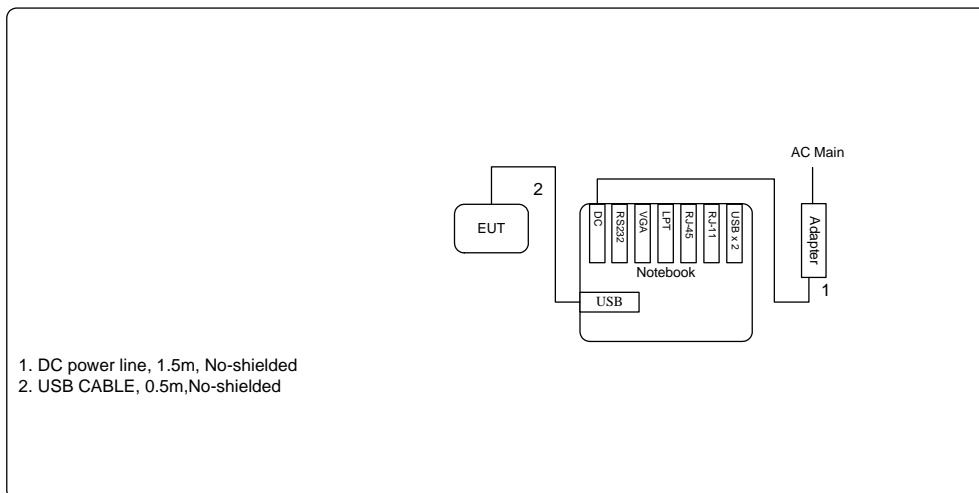 AC Main
2
EUT
DC
RS232
VGA
LPT
RJ-45
RJ-11
USB x 2
Adapter
Notebook
1
USB
1. DC power line, 1.5m, No-shielded
2. USB CABLE, 0.5m,No-shielded